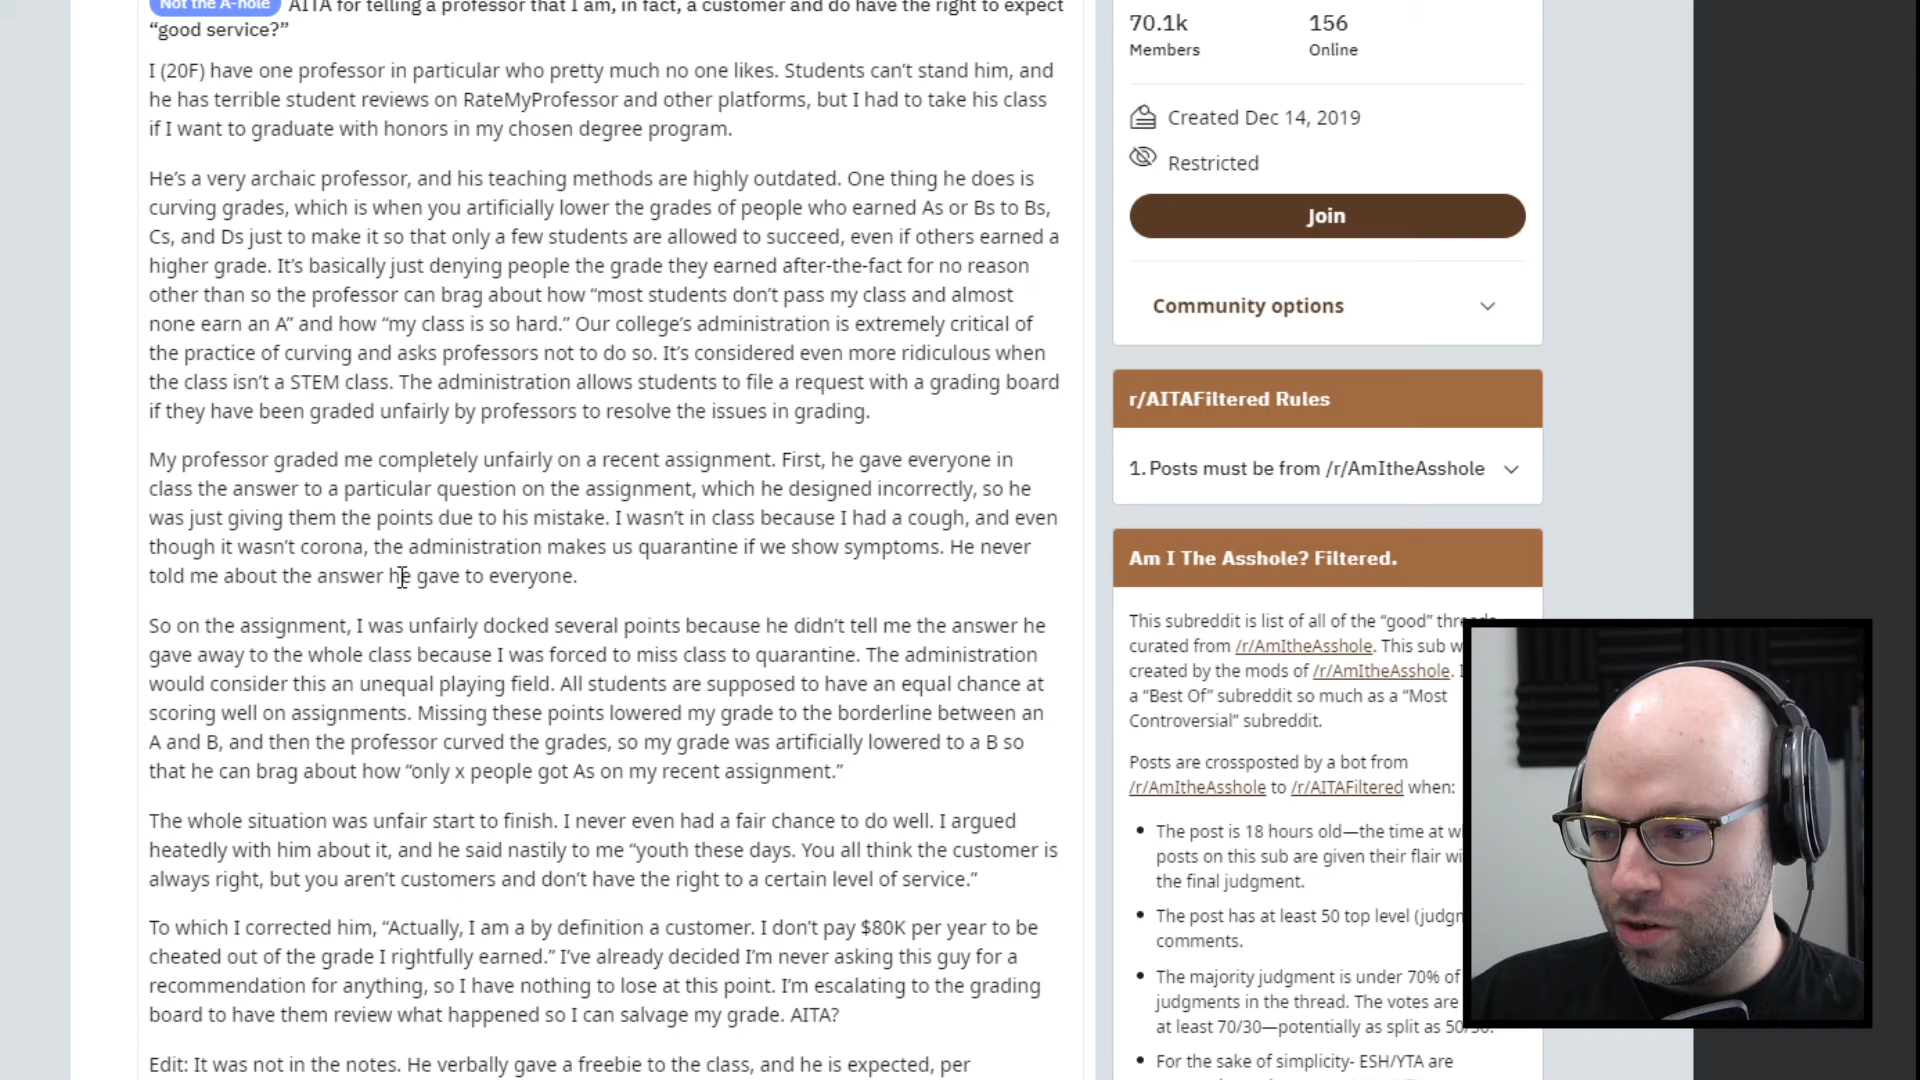 Not the A-hole AITA for telling a professor that I am, in fact, a customer and do have the right to expect
“good service?”
I (20F) have one professor in particular who pretty much no one likes. Students can’t stand him, and
he has terrible student reviews on RateMyProfessor and other platforms, but I had to take his class
if I want to graduate with honors in my chosen degree program.
He’s a very archaic professor, and his teaching methods are highly outdated. One thing he does is
curving grades, which is when you artificially lower the grades of people who earned As or Bs to Bs,
Cs, and Ds just to make it so that only a few students are allowed to succeed, even if others earned a
higher grade. It’s basically just denying people the grade they earned after-the-fact for no reason
other than so the professor can brag about how “most students don’t pass my class and almost
none earn an A” and how “my class is so hard.” Our college’s administration is extremely critical of
the practice of curving and asks professors not to do so. It’s considered even more ridiculous when
the class isn’t a STEM class. The administration allows students to file a request with a grading board
if they have been graded unfairly by professors to resolve the issues in grading.
My professor graded me completely unfairly on a recent assignment. First, he gave everyone in
class the answer to a particular question on the assignment, which he designed incorrectly, so he
was just giving them the points due to his mistake. I wasn’t in class because I had a cough, and even
though it wasn’t corona, the administration makes us quarantine if we show symptoms. He never
told me about the answer he gave to everyone.
So on the assignment, I was unfairly docked several points because he didn’t tell me the answer he
gave away to the whole class because I was forced to miss class to quarantine. The administration
would consider this an unequal playing field. All students are supposed to have an equal chance at
scoring well on assignments. Missing these points lowered my grade to the borderline between an
A and B, and then the professor curved the grades, so my grade was artificially lowered to a B so
that he can brag about how “only x people got As on my recent assignment.”
The whole situation was unfair start to finish. I never even had a fair chance to do well. I argued
heatedly with him about it, and he said nastily to me “youth these days. You all think the customer is
always right, but you aren’t customers and don’t have the right to a certain level of service.”
To which I corrected him, “Actually, I am a by definition a customer. I don’t pay $80K per year to be
cheated out of the grade I rightfully earned.” I’ve already decided I’m never asking this guy for a
recommendation for anything, so I have nothing to lose at this point. I’m escalating to the grading
board to have them review what happened so I can salvage my grade. AITA?
Edit: It was not in the notes. He verbally gave a freebie to the class, and he is expected, per
70.1k
156
Members
Online
Created Dec 14, 2019
Restricted
Join
Community options
r/AITAFiltered Rules
1. Posts must be from /r/AmItheAsshole
Am I The Asshole? Filtered.
This subreddit is list of all of the “good”
curated from /r/AmItheAsshole. This sub
created by the mods of /r/AmItheAsshole.
a “Best Of” subreddit so much as a “Most
Controversial” subreddit.
Posts are crossposted by a bot from
/r/AmItheAsshole to /r/AITAFiltered when:
The post is 18 hours old—the time at
posts on this sub are given their flair
the final judgment.
The post has at least 50 top level
comments.
The majority judgment is under 70% of
judgments in the thread. The votes are
at least 70/30—potentially as split as
For the sake of simplicity- ESH/YTA are